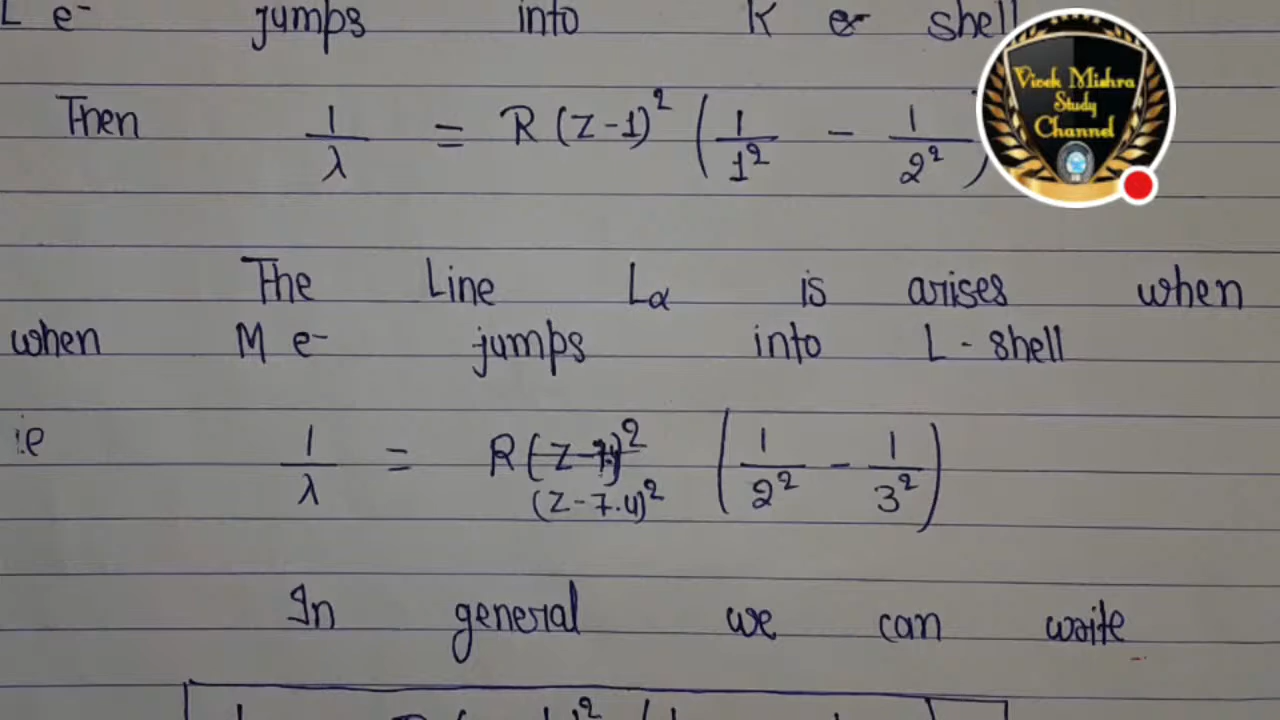 L e- jumps into K e- shell
Then 1/λ = R (Z-1)² (1/1² - 1/2²)
Vivek Mishra
Study
Channel
The Line Lα is arises when
when M e- jumps into L-shell
i.e 1/λ = R (Z-7.4)² (1/2² - 1/3²)
(Z-7.4)²
In general we can write